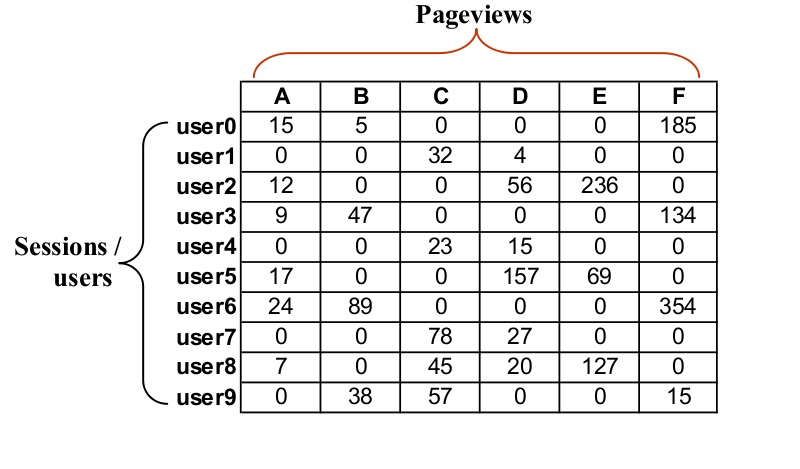 Pageviews
A B C D E F
user0 15 5 0 0 0 185
user1 0 0 32 4 0 0
user2 12 0 0 56 236 0
user3 9 47 0 0 0 134
Sessions /
users
user4 0 0 23 15 0 0
user5 17 0 0 157 69 0
user6 24 89 0 0 0 354
user7 0 0 78 27 0 0
user8 7 0 45 20 127 0
user9 0 38 57 0 0 15